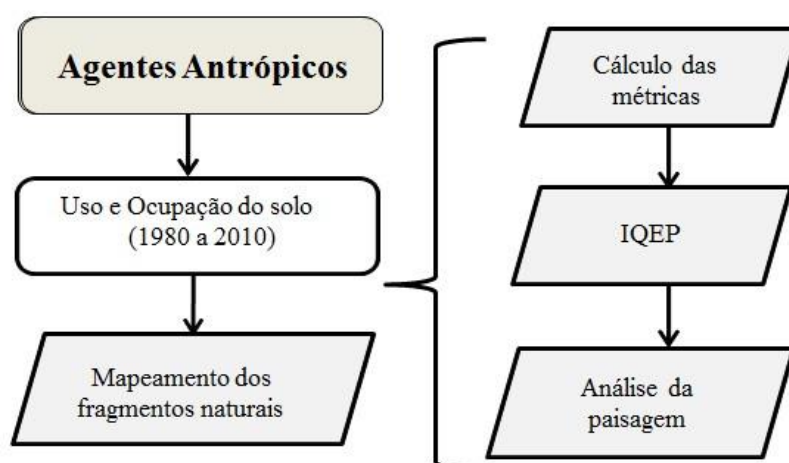 Agentes Antrópicos
Uso e Ocupação do solo
(1980 a 2010)
Mapeamento dos
fragmentos naturais
Cálculo das
métricas
IQEP
Análise da
paisagem